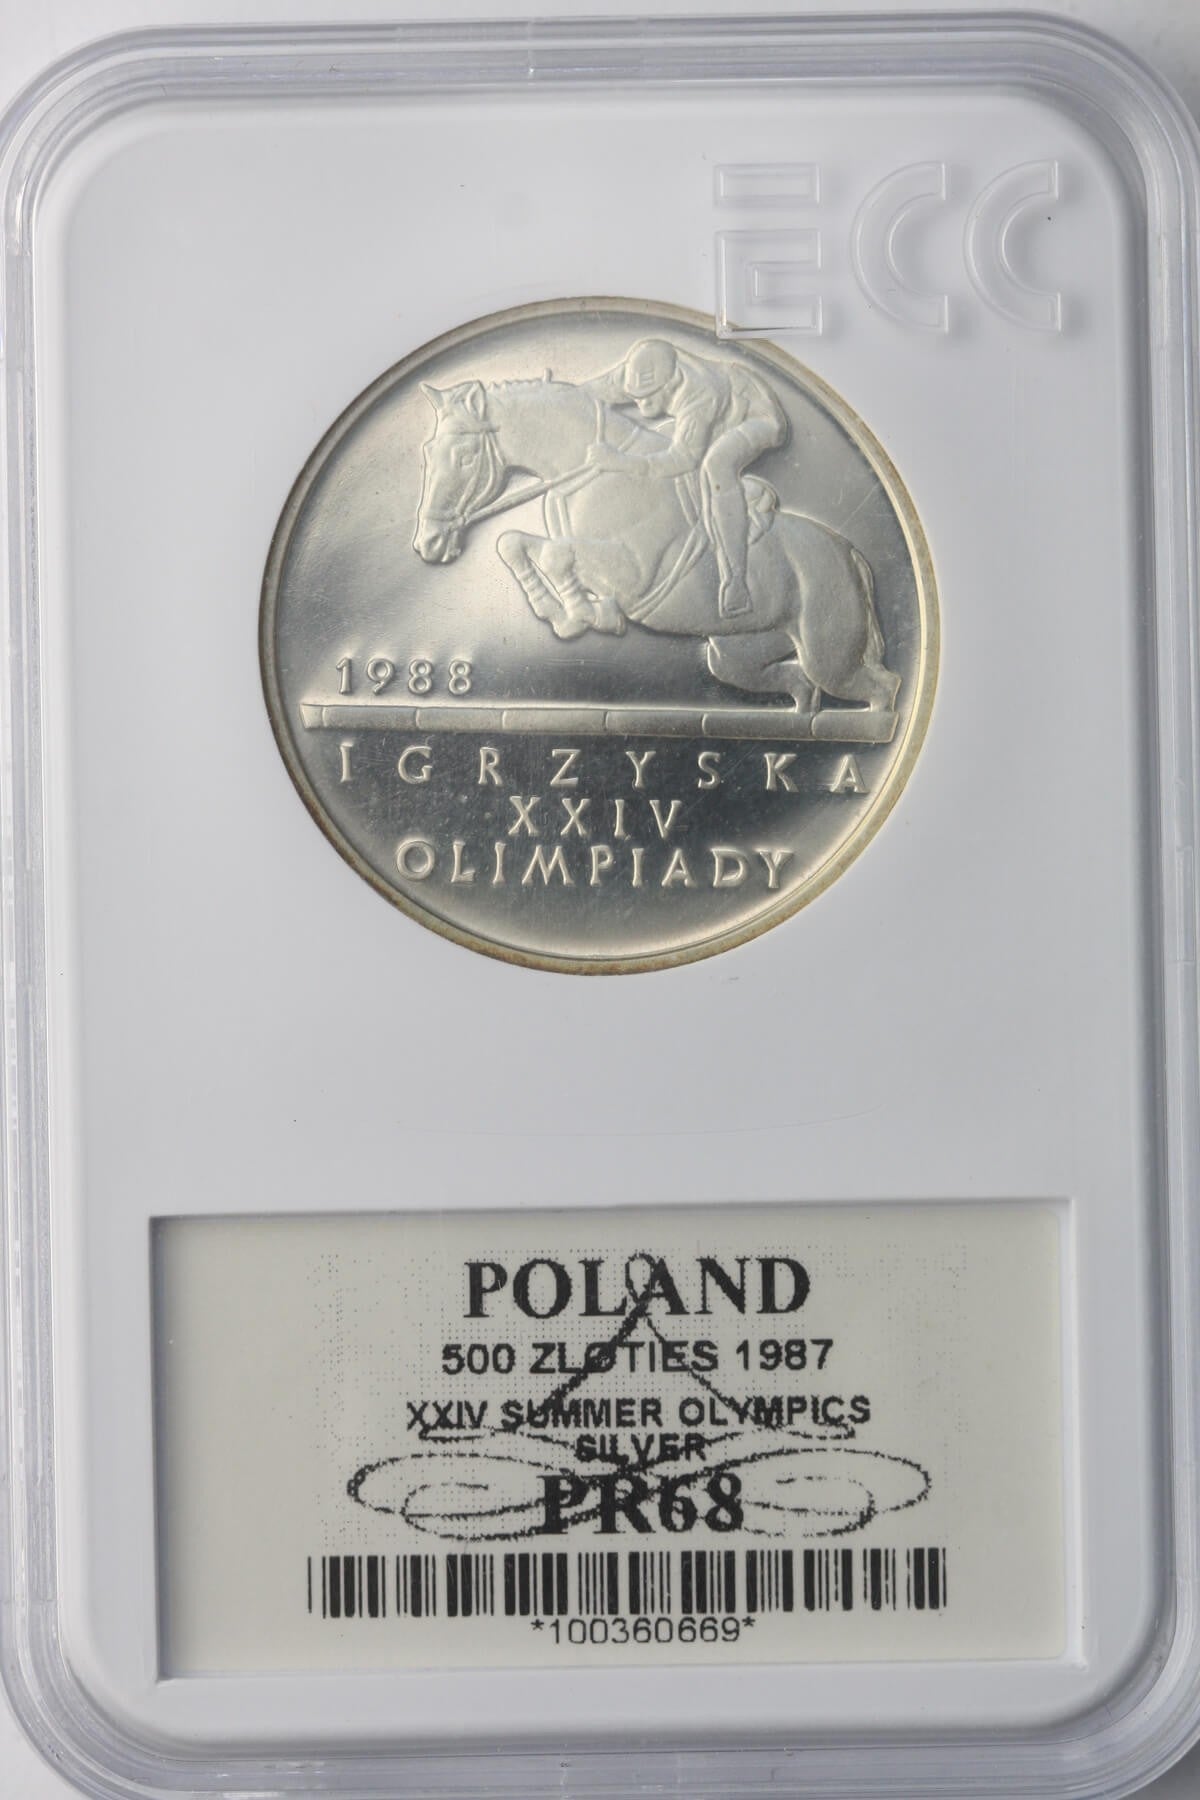 ECC
1988
IGRZYSKA
XXIV
OLIMPIADY
POLAND
500 ZLOTIES 1987
XXIV SUMMER OLYMPICS
SILVER
PR68
*100360669*